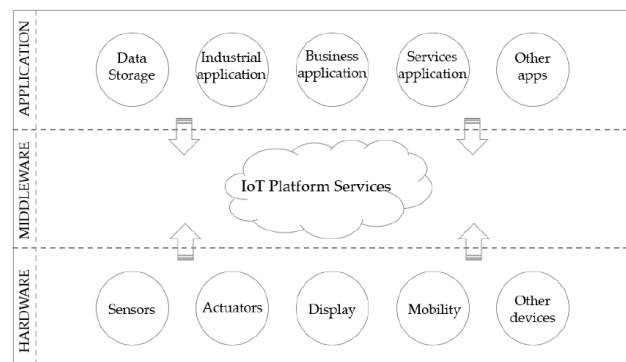 APPLICATION
Data
Storage
Industrial
application
Business
application
Services
application
Other
apps
MIDDLEWARE
IoT Platform Services
HARDWARE
Sensors
Actuators
Display
Mobility
Other
devices